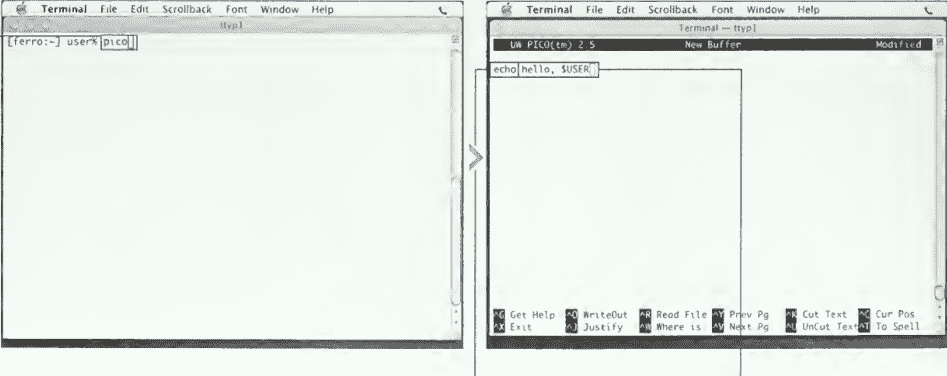 Terminal File Edit Scrollback Font Window Help
ttyp1
[ferro:~] user% pico
Terminal File Edit Scrollback Font Window Help
Terminal — ttyp1
UW PICO(tm) 2.5 New Buffer Modified
echo hello, $USER
^G Get Help ^O WriteOut ^R Read File ^Y Prev Pg ^K Cut Text ^C Cur Pos
^X Exit ^J Justify ^W Where is ^V Next Pg ^U UnCut Text ^T To Spell